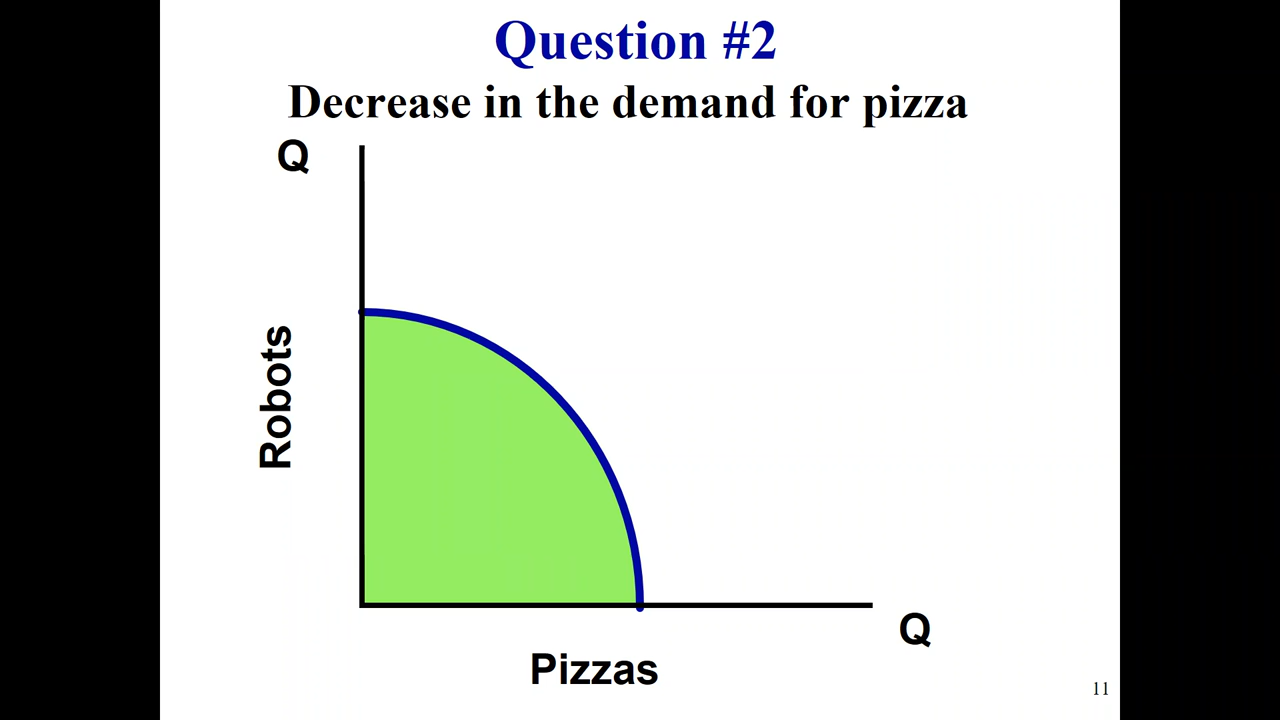 Question #2
Decrease in the demand for pizza
Q
Robots
Q
Pizzas
11